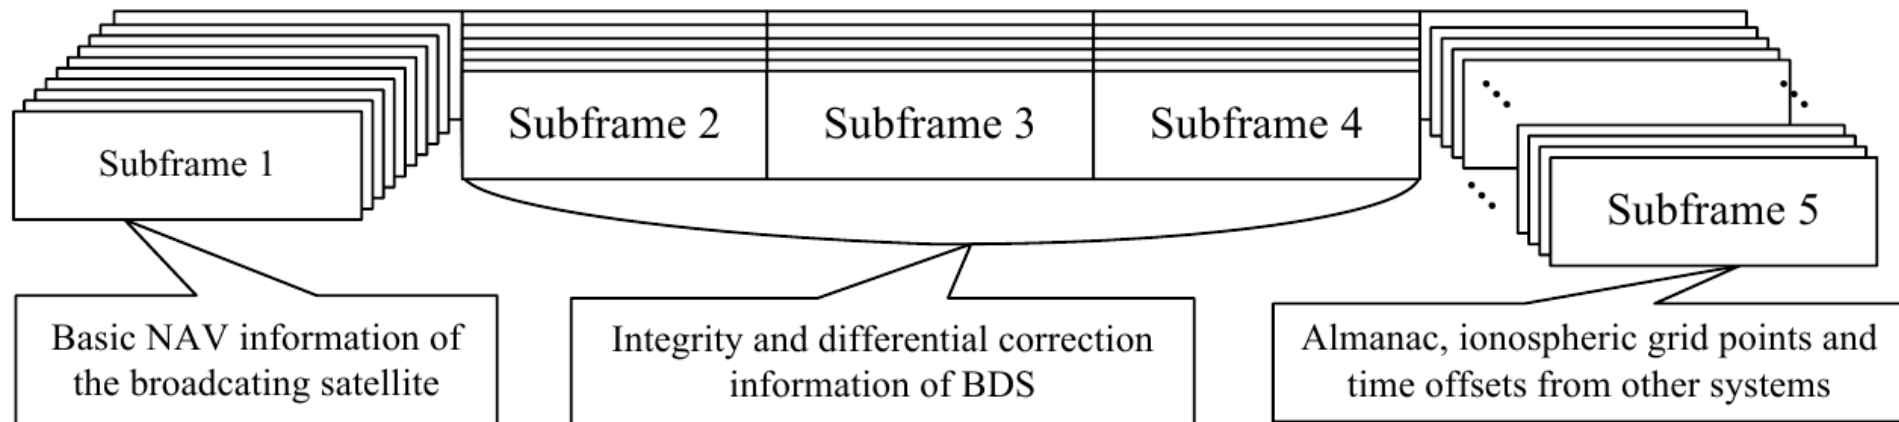 Subframe 1
Subframe 2
Subframe 3
Subframe 4
Subframe 5
Basic NAV information of
the broadcating satellite
Integrity and differential correction
information of BDS
Almanac, ionospheric grid points and
time offsets from other systems